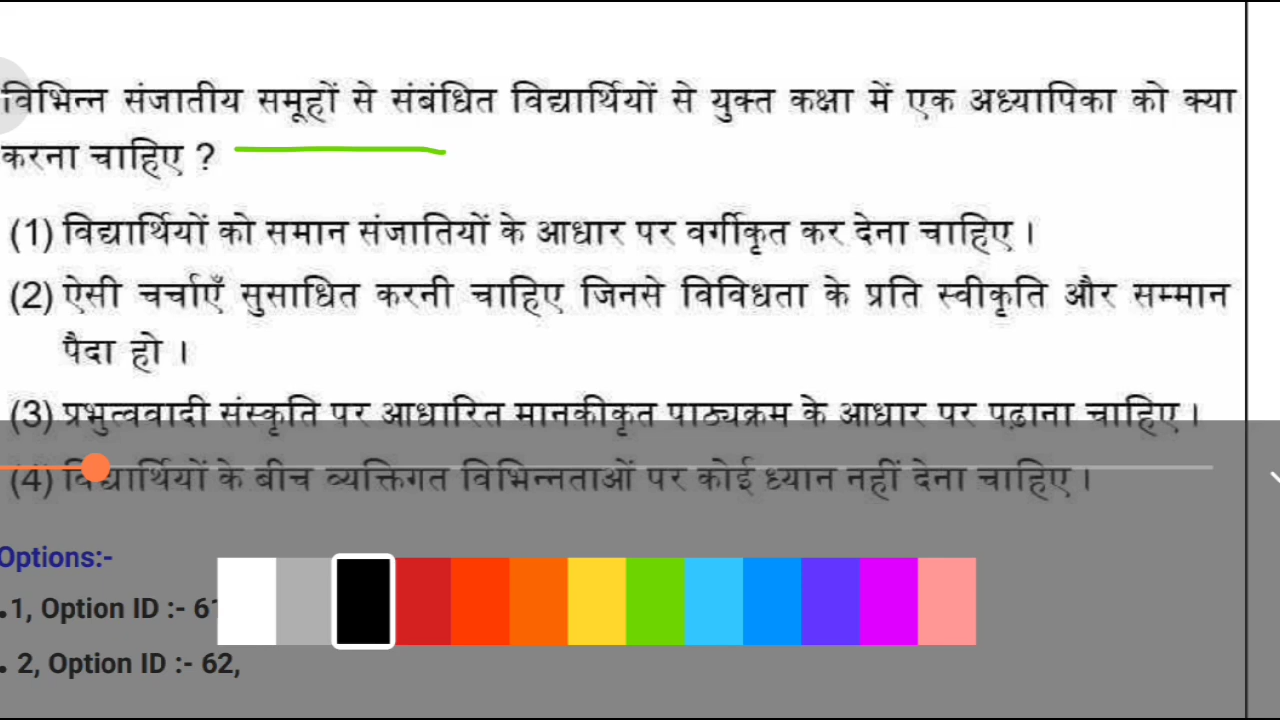 विभिन्न संजातीय समूहों से संबंधित विद्यार्थियों से युक्त कक्षा में एक अध्यापिका को क्या
करना चाहिए ?
(1) विद्यार्थियों को समान संजातियों के आधार पर वर्गीकृत कर देना चाहिए ।
(2) ऐसी चर्चाएँ सुसाधित करनी चाहिए जिनसे विविधता के प्रति स्वीकृति और सम्मान
पैदा हो ।
(3) प्रभुत्ववादी संस्कृति पर आधारित मानकीकृत पाठ्यक्रम के आधार पर पढ़ाना चाहिए ।
(4) विद्यार्थियों के बीच व्यक्तिगत विभिन्नताओं पर कोई ध्यान नहीं देना चाहिए ।
Options:-
1, Option ID :- 61
2, Option ID :- 62,